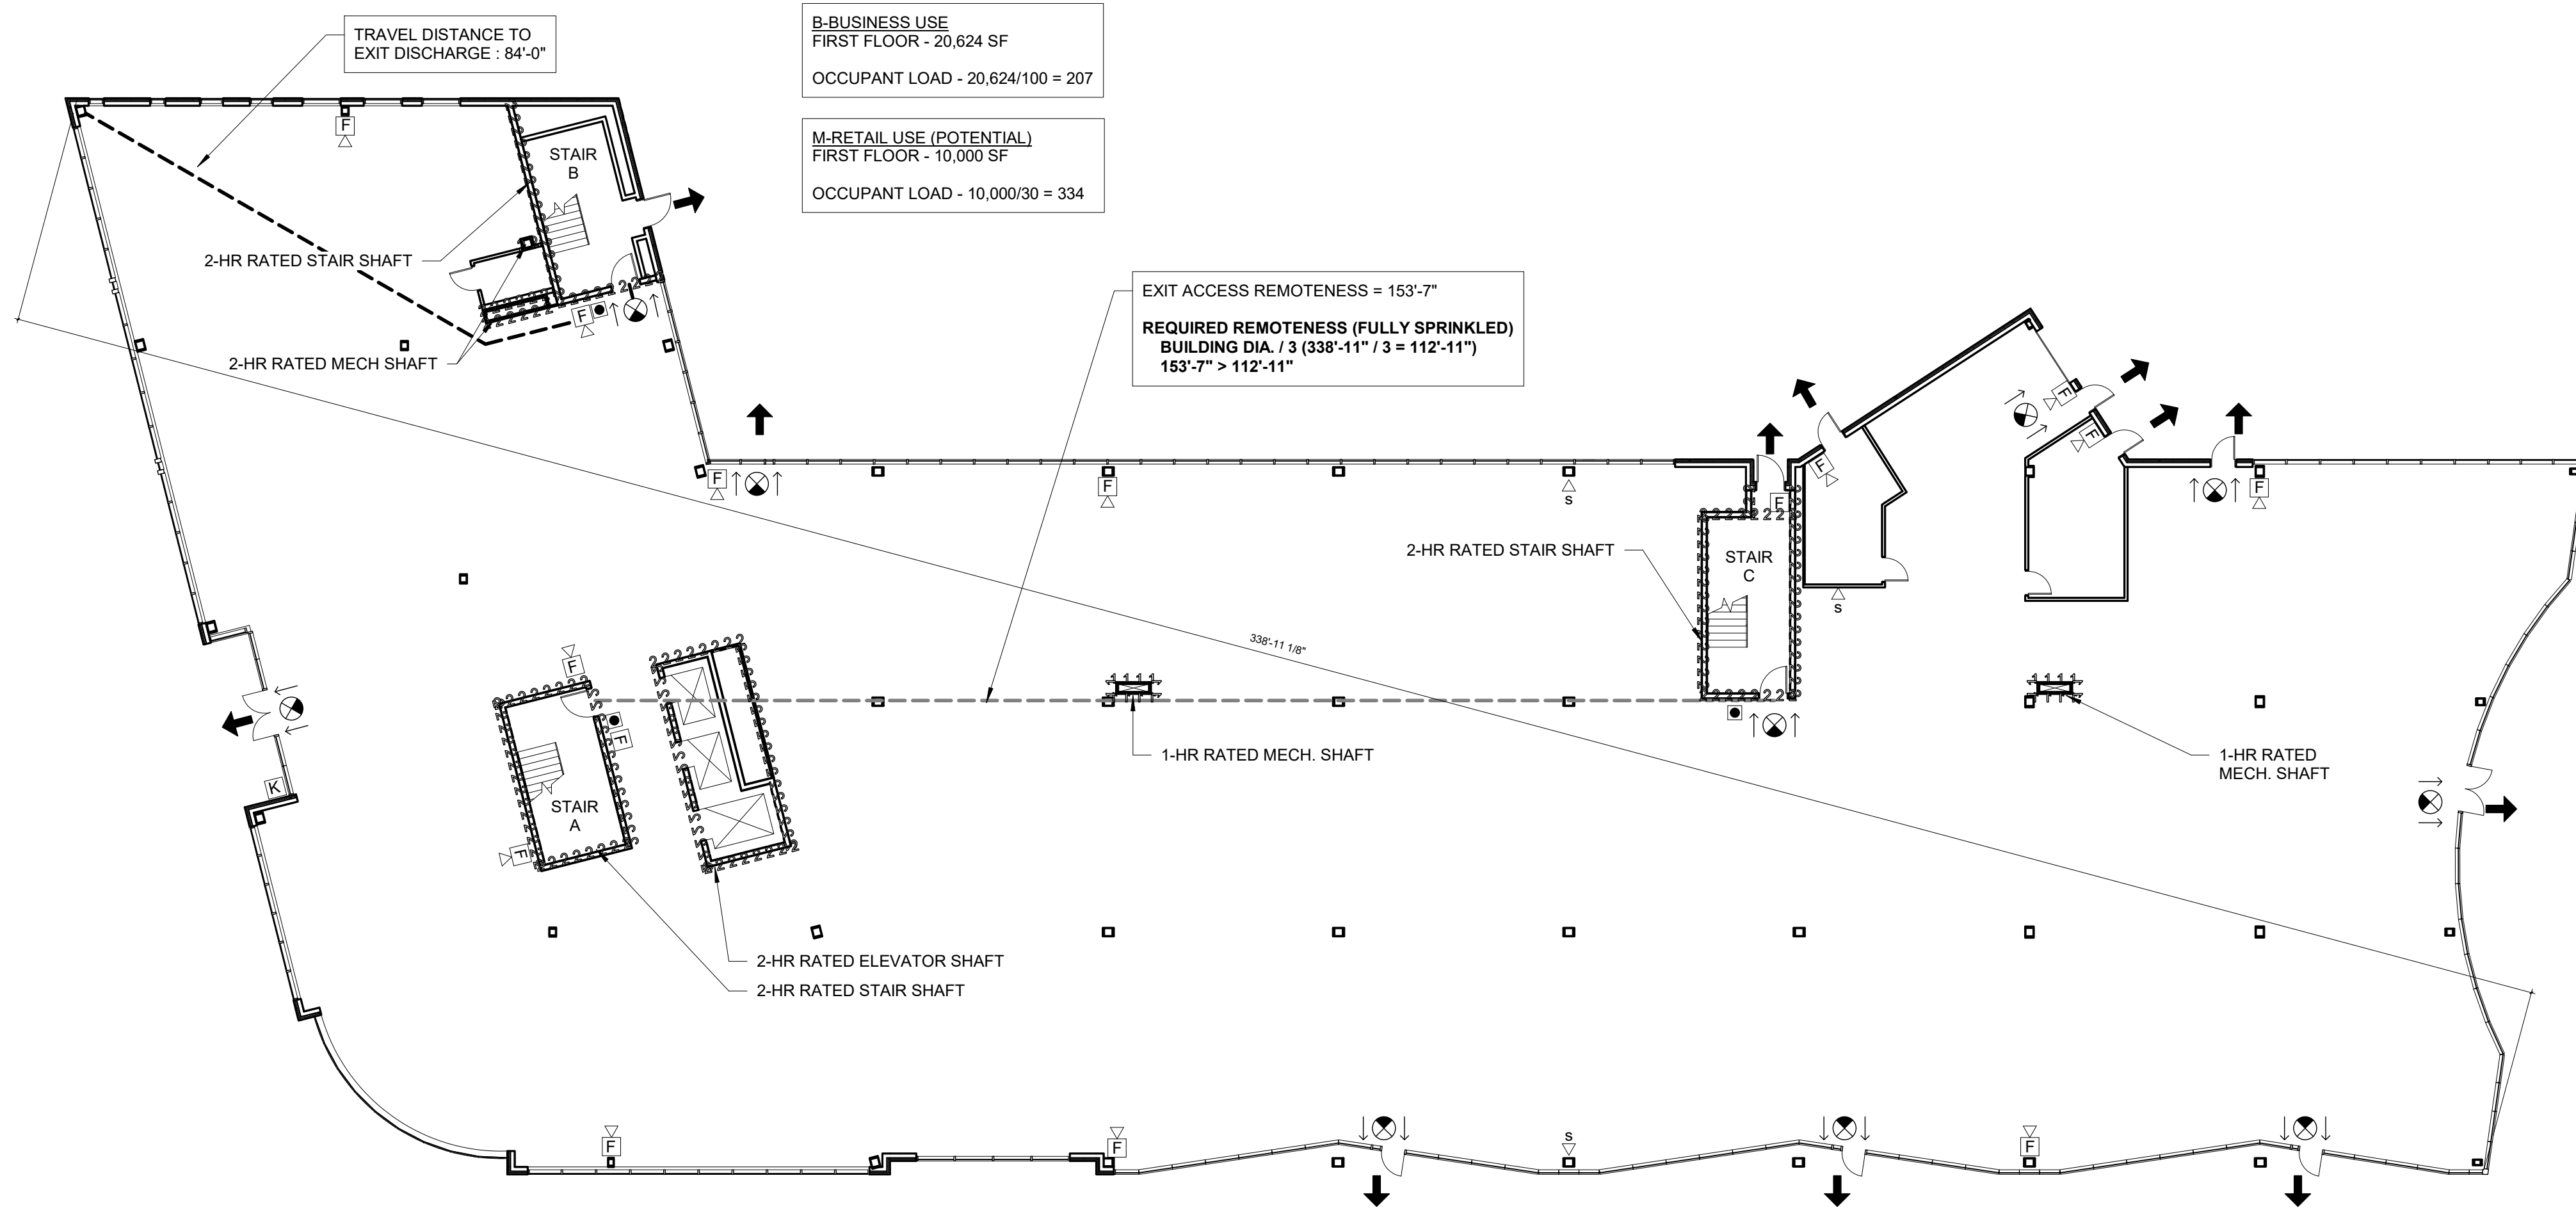 TRAVEL DISTANCE TO
EXIT DISCHARGE : 84'-0"
B-BUSINESS USE
FIRST FLOOR - 20,624 SF
OCCUPANT LOAD - 20,624/100 = 207
M-RETAIL USE (POTENTIAL)
FIRST FLOOR - 10,000 SF
OCCUPANT LOAD - 10,000/30 = 334
F
STAIR
B
2-HR RATED STAIR SHAFT
2-HR RATED MECH SHAFT
F
EXIT ACCESS REMOTENESS = 153'-7"
REQUIRED REMOTENESS (FULLY SPRINKLED)
BUILDING DIA. / 3 (338'-11" / 3 = 112'-11")
153'-7" > 112'-11"
F
F
S
F
F
F
F
F
2-HR RATED STAIR SHAFT
STAIR
C
S
338'-11 1/8"
F
F
K
STAIR
A
F
1-HR RATED MECH. SHAFT
1-HR RATED
MECH. SHAFT
2-HR RATED ELEVATOR SHAFT
2-HR RATED STAIR SHAFT
F
F
S
F